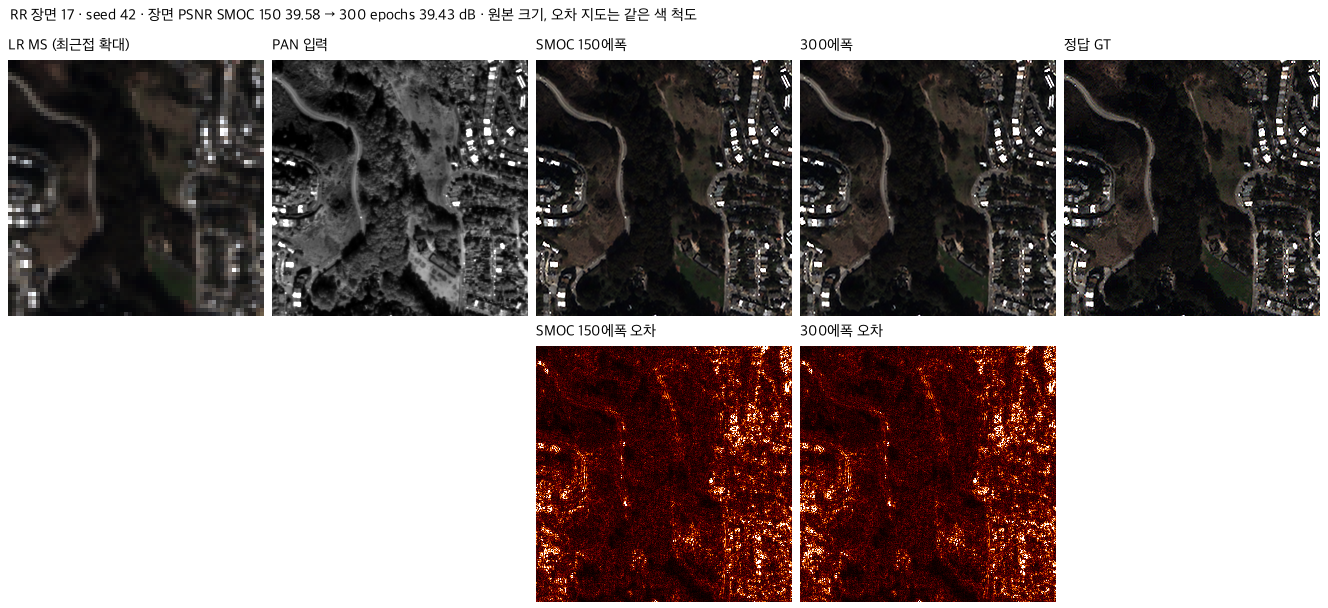 RR 장면 17 · seed 42 · 장면 PSNR SMOC 150 39.58 → 300 epochs 39.43 dB · 원본 크기, 오차 지도는 같은 색 척도
LR MS (최근접 확대)
PAN 입력
SMOC 150에폭
300에폭
정답 GT
SMOC 150에폭 오차
300에폭 오차